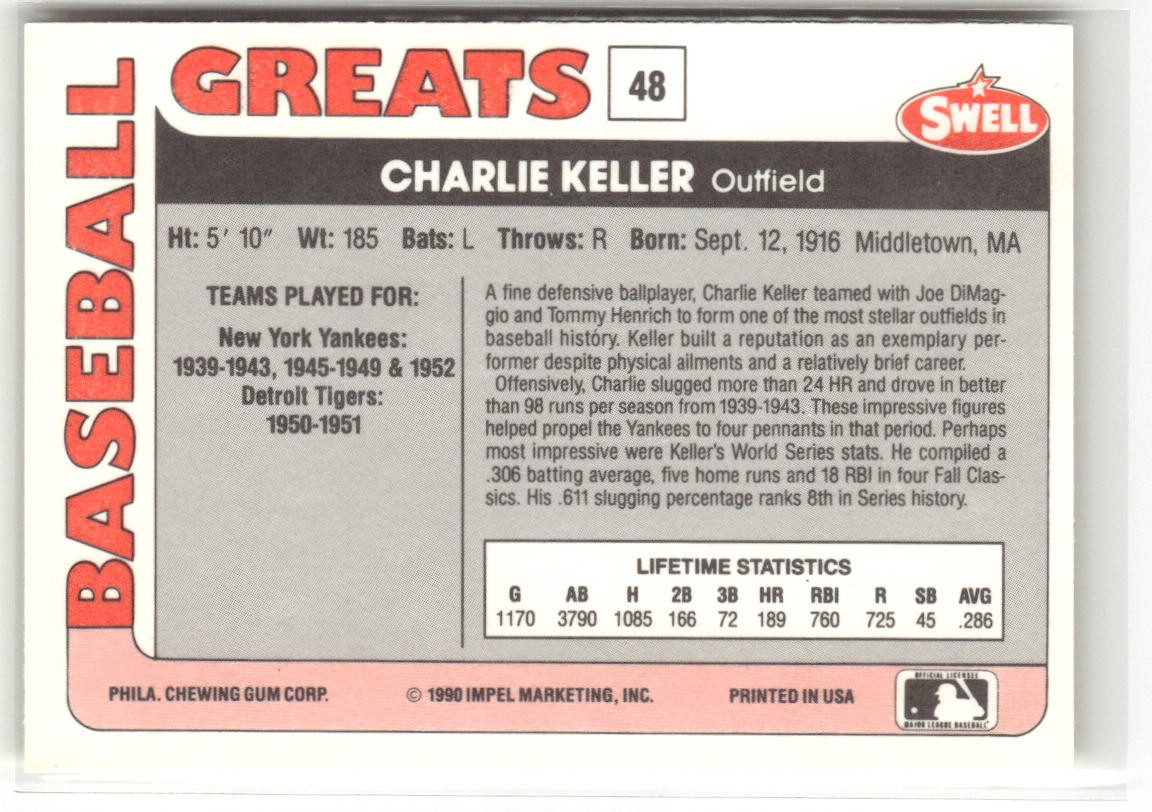 BASEBALL
GREATS
48
SWELL
CHARLIE KELLER Outfield
Ht: 5' 10" Wt: 185 Bats: L Throws: R Born: Sept. 12, 1916 Middletown, MA
TEAMS PLAYED FOR:
New York Yankees:
1939-1943, 1945-1949 & 1952
Detroit Tigers:
1950-1951
A fine defensive ballplayer, Charlie Keller teamed with Joe DiMag-
gio and Tommy Henrich to form one of the most stellar outfields in
baseball history. Keller built a reputation as an exemplary per-
former despite physical ailments and a relatively brief career.
Offensively, Charlie slugged more than 24 HR and drove in better
than 98 runs per season from 1939-1943. These impressive figures
helped propel the Yankees to four pennants in that period. Perhaps
most impressive were Keller's World Series stats. He compiled a
.306 batting average, five home runs and 18 RBI in four Fall Clas-
sics. His .611 slugging percentage ranks 8th in Series history.
LIFETIME STATISTICS
G AB H 2B 3B HR RBI R SB AVG
1170 3790 1085 166 72 189 760 725 45 .286
PHILA. CHEWING GUM CORP. © 1990 IMPEL MARKETING, INC. PRINTED IN USA
OFFICIAL LICENSEE
MAJOR LEAGUE BASEBALL